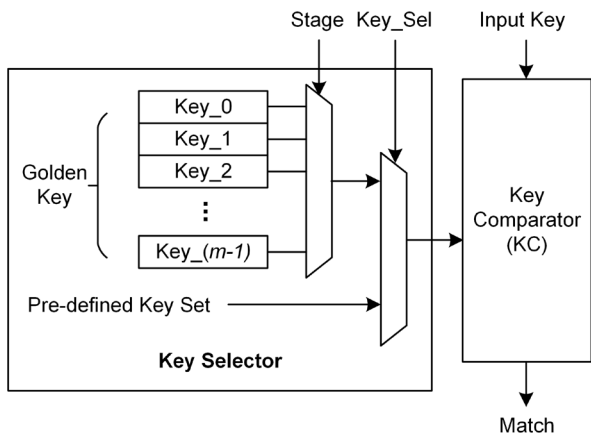 Stage Key_Sel Input Key
Key_0
Key_1
Key_2
Golden
Key
Key_(m-1)
Key
Comparator
(KC)
Pre-defined Key Set
Key Selector
Match